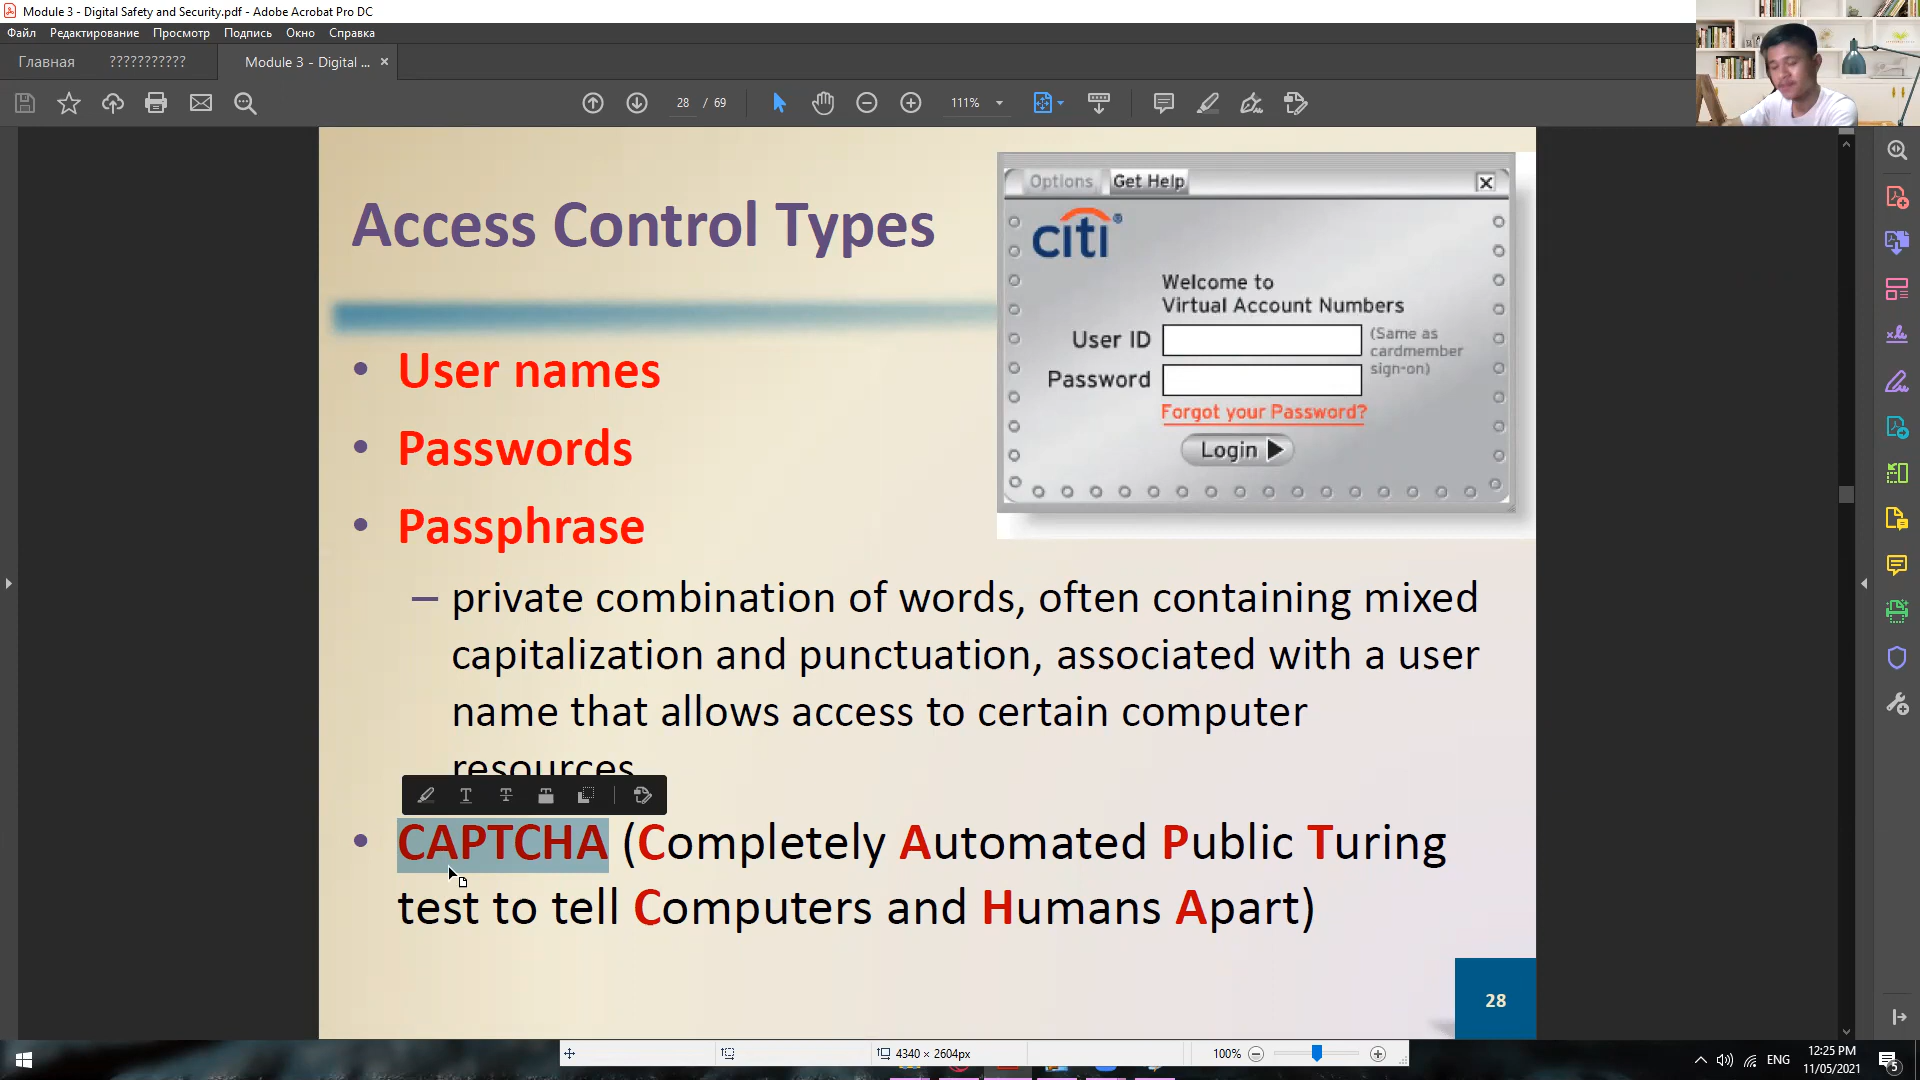 Module 3 - Digital Safety and Security.pdf - Adobe Acrobat Pro DC
Файл Редактирование Просмотр Подпись Окно Справка
Главная ??????????? Module 3 - Digital ... ×
28 / 69 111%
Access Control Types
Options Get Help
citi®
Welcome to
Virtual Account Numbers
User ID
(Same as
cardmember
sign-on)
Password
Forgot your Password?
Login
• User names
• Passwords
• Passphrase
– private combination of words, often containing mixed
capitalization and punctuation, associated with a user
name that allows access to certain computer
resources
• CAPTCHA (Completely Automated Public Turing
test to tell Computers and Humans Apart)
28
4340 × 2604px 100%
ENG
12:25 PM
11/05/2021
5